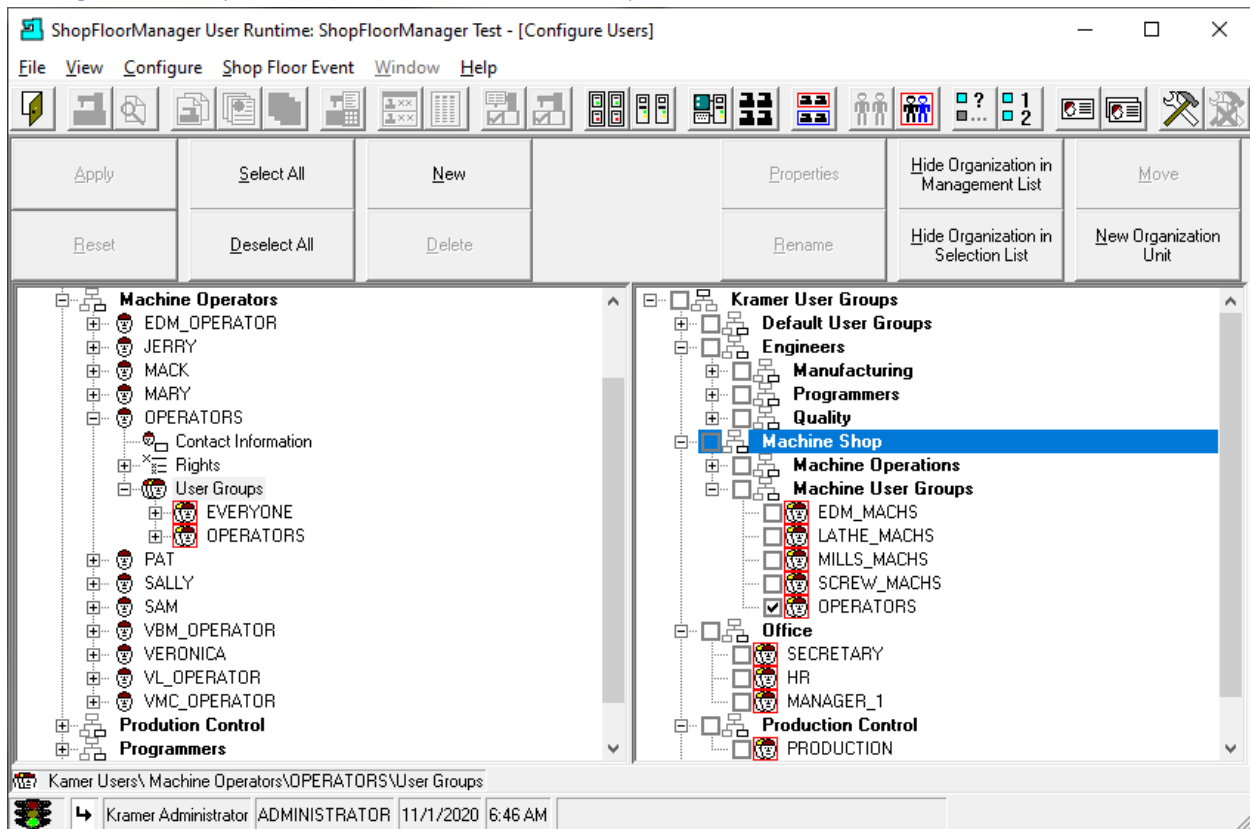 ShopFloorManager User Runtime: ShopFloorManager Test - [Configure Users]
File View Configure Shop Floor Event Window Help
Apply
Select All
New
Properties
Hide Organization in
Management List
Move
Reset
Deselect All
Delete
Rename
Hide Organization in
Selection List
New Organization
Unit
Machine Operators
EDM_OPERATOR
JERRY
MACK
MARY
OPERATORS
Contact Information
Rights
User Groups
EVERYONE
OPERATORS
PAT
SALLY
SAM
VBM_OPERATOR
VERONICA
VL_OPERATOR
VMC_OPERATOR
Prodution Control
Programmers
Kramer User Groups
Default User Groups
Engineers
Manufacturing
Programmers
Quality
Machine Shop
Machine Operations
Machine User Groups
EDM_MACHS
LATHE_MACHS
MILLS_MACHS
SCREW_MACHS
OPERATORS
Office
SECRETARY
HR
MANAGER_1
Production Control
PRODUCTION
Kamer Users\ Machine Operators\OPERATORS\User Groups
Kramer Administrator ADMINISTRATOR 11/1/2020 6:46 AM